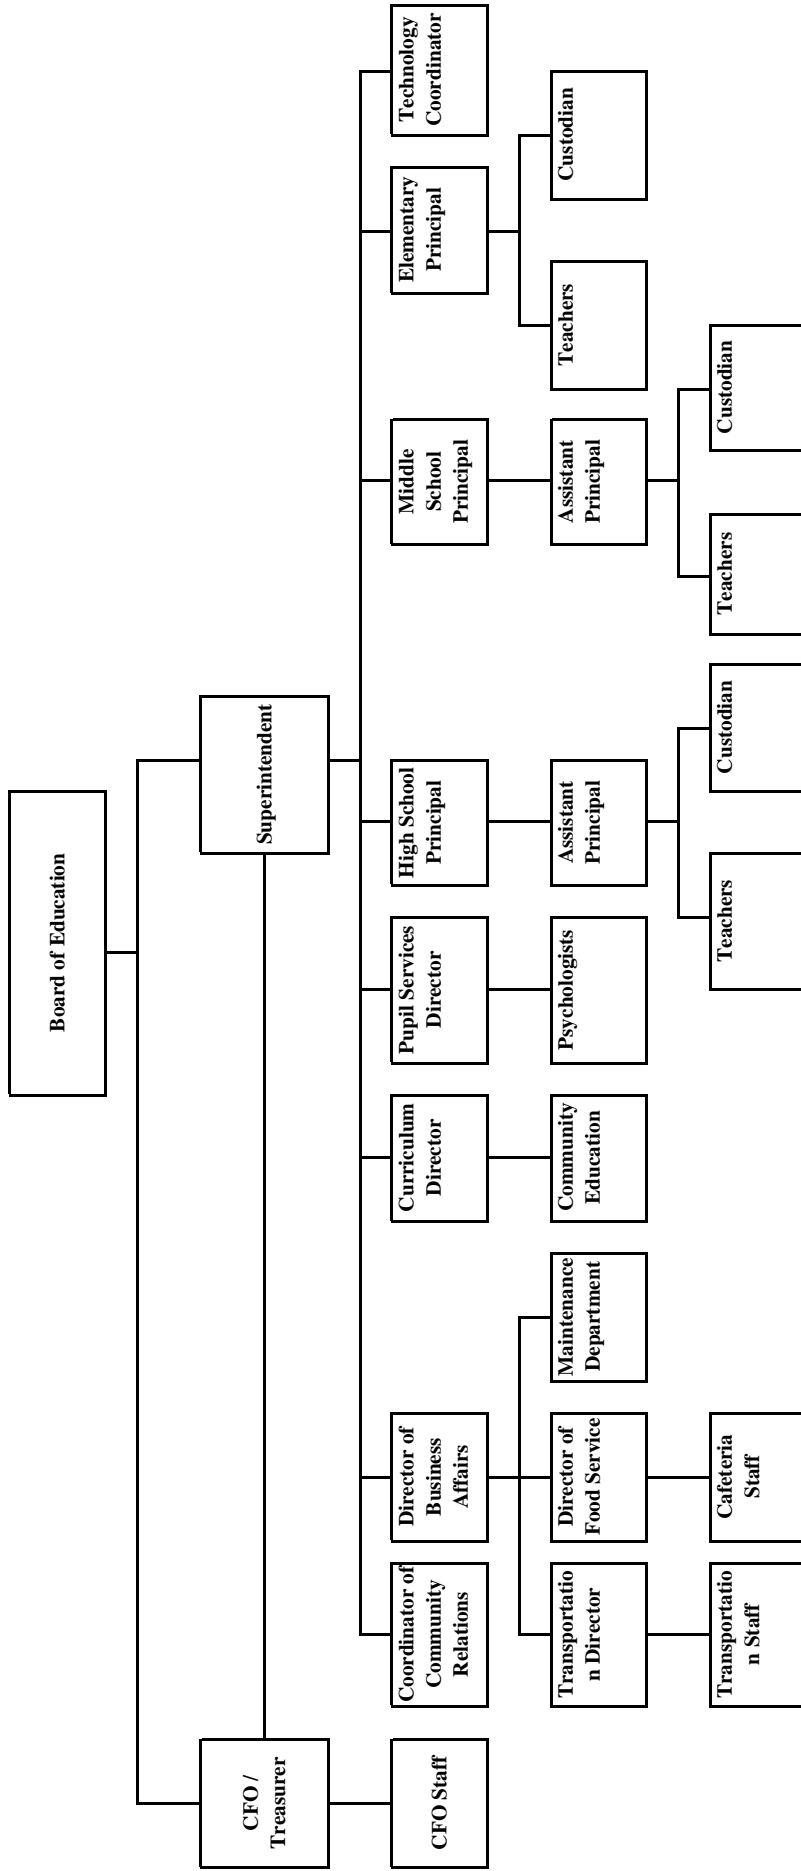 Board of Education
CFO /
Treasurer
Superintendent
CFO Staff
Coordinator of
Community
Relations
Director of
Business
Affairs
Curriculum
Director
Pupil Services
Director
High School
Principal
Middle
School
Principal
Elementary
Principal
Technology
Coordinator
Transportatio
n Director
Director of
Food Service
Maintenance
Department
Community
Education
Psychologists
Assistant
Principal
Assistant
Principal
Teachers
Custodian
Transportatio
n Staff
Cafeteria
Staff
Teachers
Custodian
Teachers
Custodian